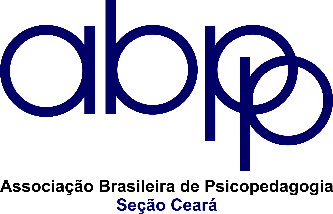 abpp
Associação Brasileira de Psicopedagogia
Seção Ceará